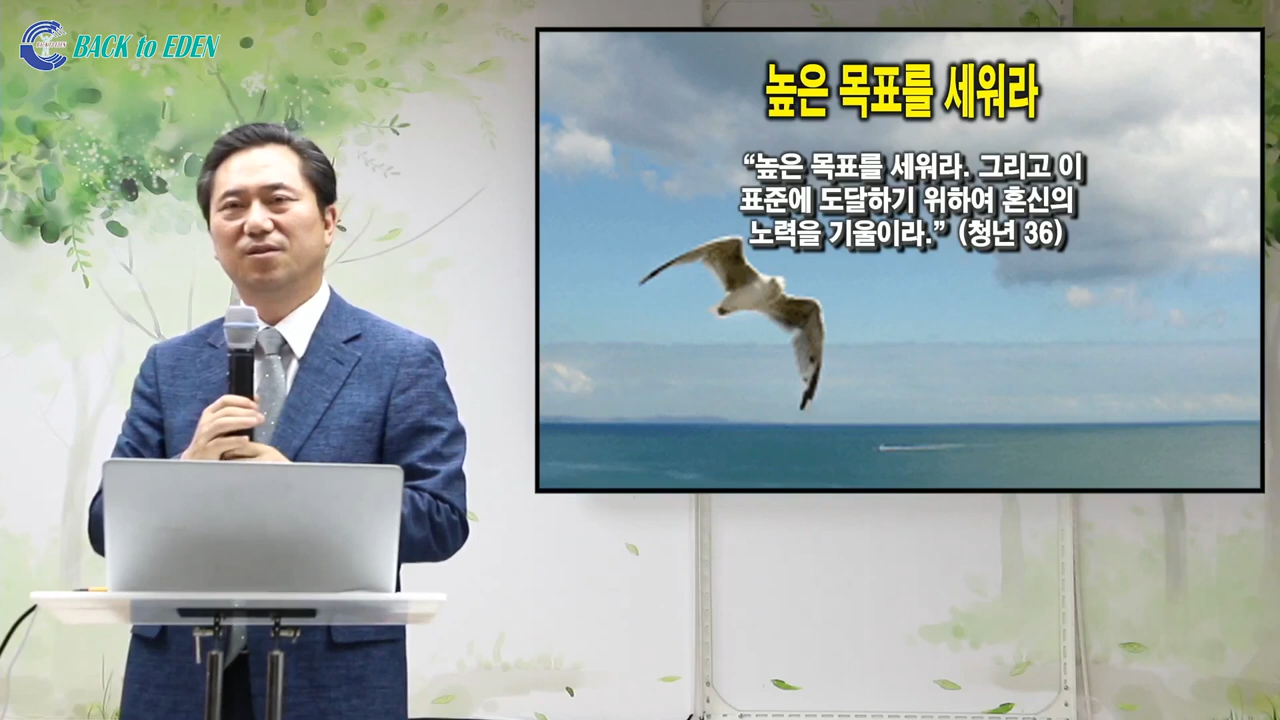 BACK to EDEN
높은 목표를 세워라
“높은 목표를 세워라. 그리고 이
표준에 도달하기 위하여 혼신의
노력을 기울이라.” (청년 36)